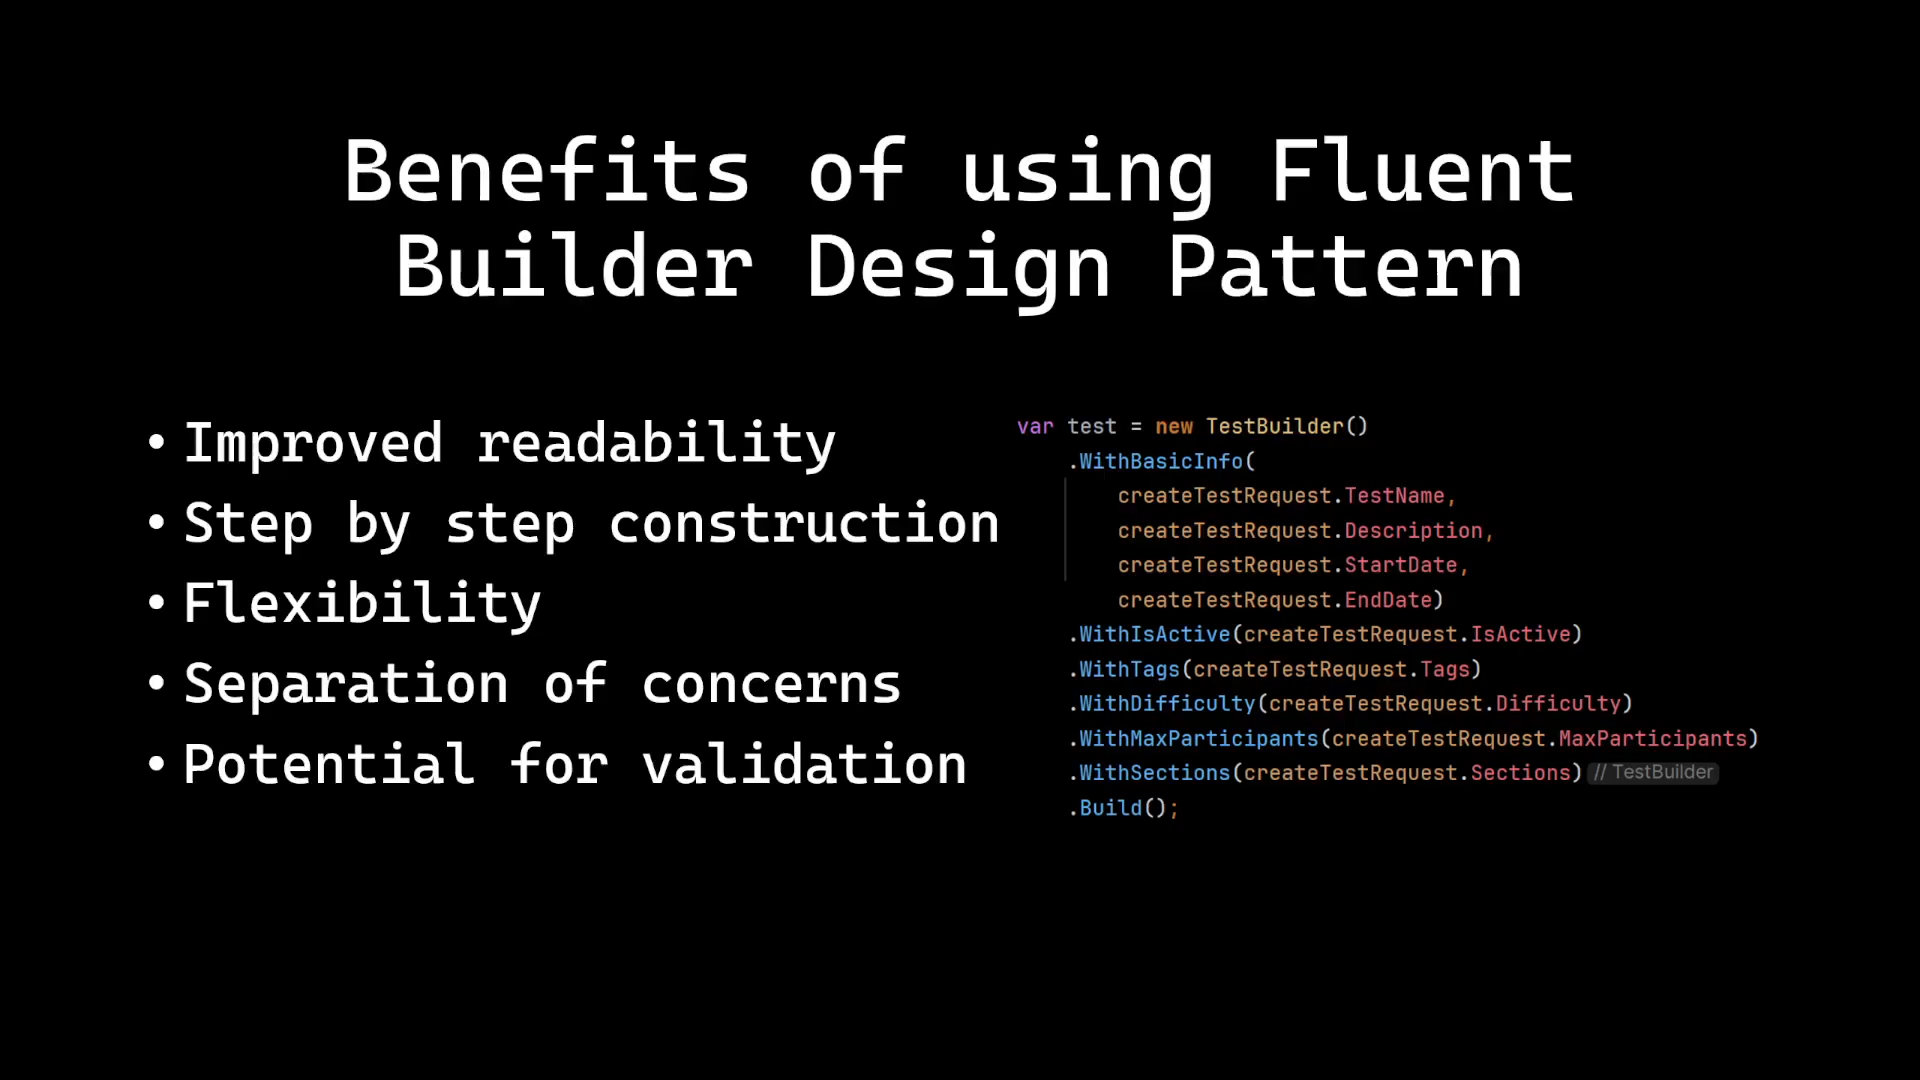 Benefits of using Fluent
Builder Design Pattern
• Improved readability
• Step by step construction
• Flexibility
• Separation of concerns
• Potential for validation
var test = new TestBuilder()
.WithBasicInfo(
createTestRequest.TestName,
createTestRequest.Description,
createTestRequest.StartDate,
createTestRequest.EndDate)
.WithIsActive(createTestRequest.IsActive)
.WithTags(createTestRequest.Tags)
.WithDifficulty(createTestRequest.Difficulty)
.WithMaxParticipants(createTestRequest.MaxParticipants)
.WithSections(createTestRequest.Sections) // TestBuilder
.Build();